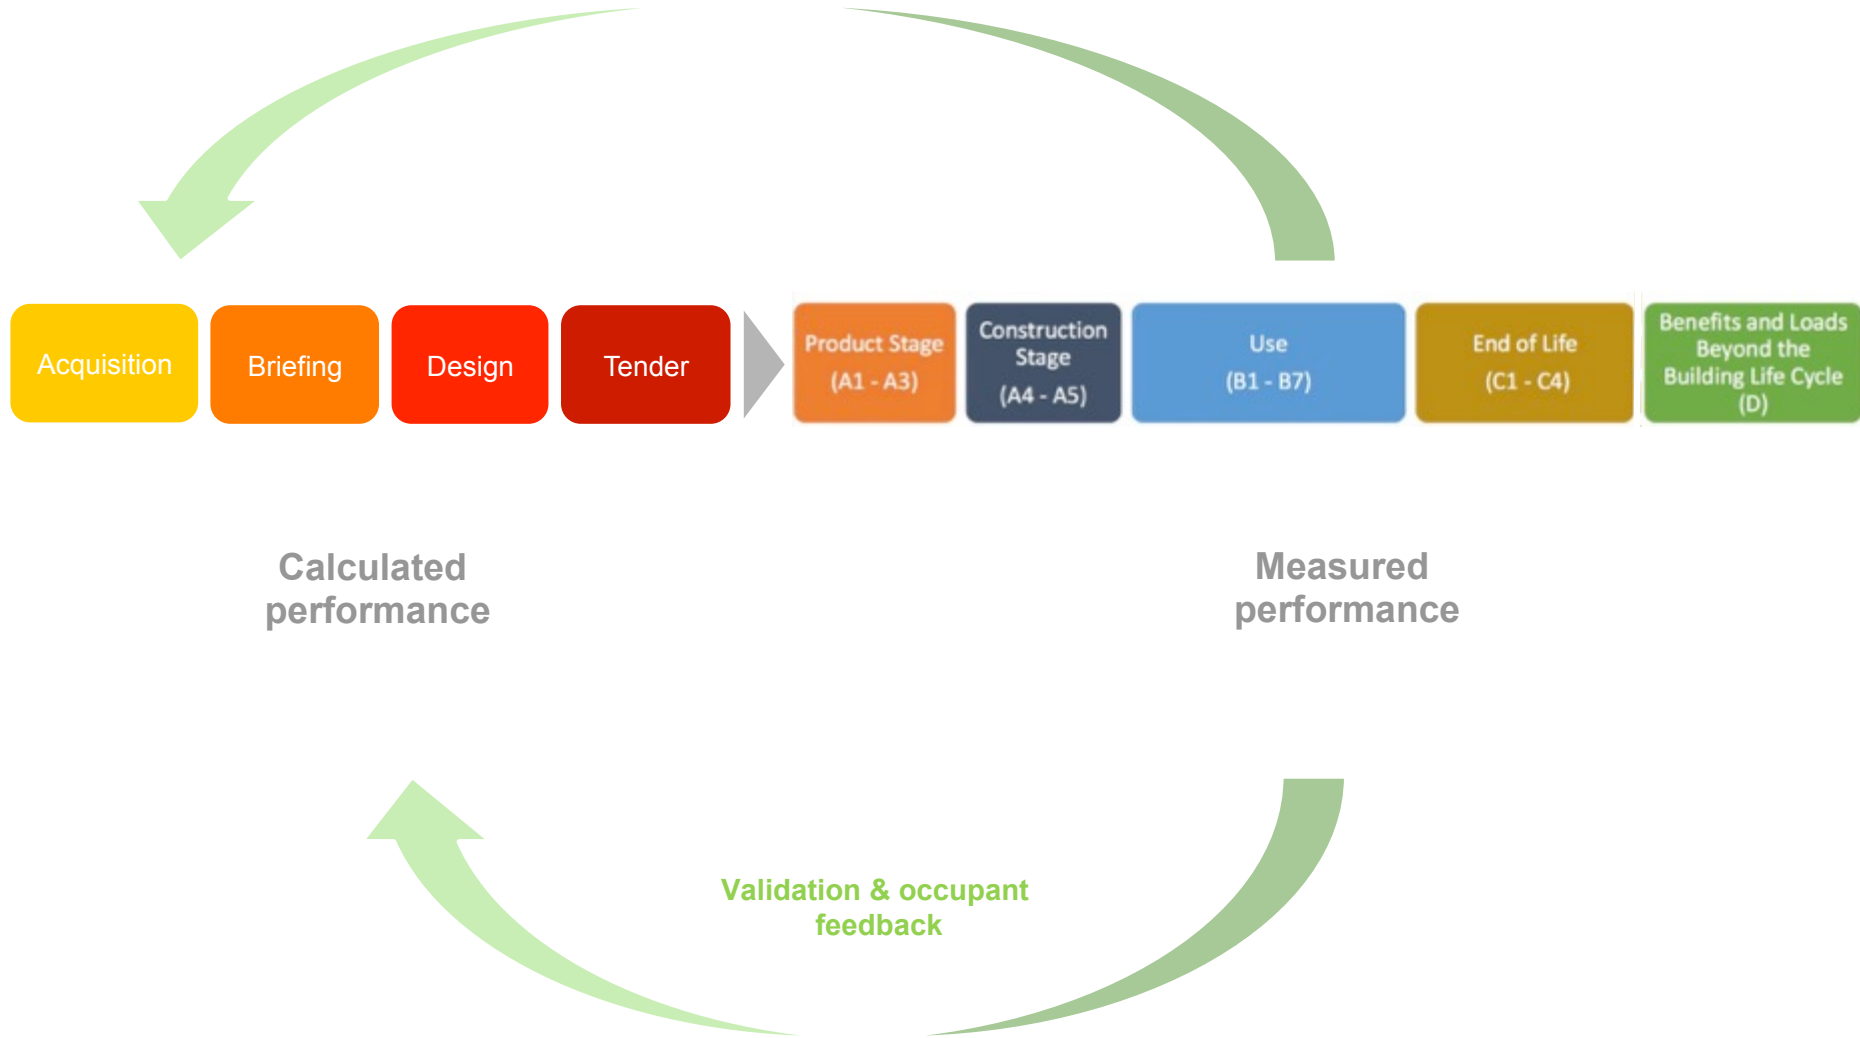 Acquisition
Briefing
Design
Tender
Product Stage
(A1 - A3)
Construction
Stage
(A4 - A5)
Use
(B1 - B7)
End of Life
(C1 - C4)
Benefits and Loads
Beyond the
Building Life Cycle
(D)
Calculated
performance
Measured
performance
Validation & occupant
feedback